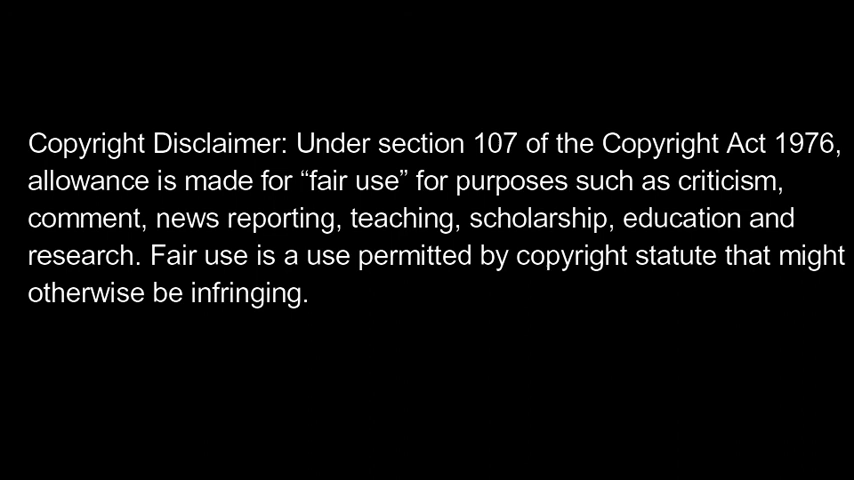 Copyright Disclaimer: Under section 107 of the Copyright Act 1976,
allowance is made for “fair use” for purposes such as criticism,
comment, news reporting, teaching, scholarship, education and
research. Fair use is a use permitted by copyright statute that might
otherwise be infringing.